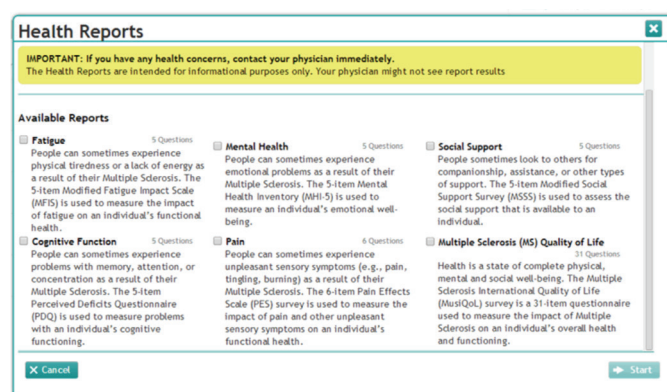 Health Reports
IMPORTANT: If you have any health concerns, contact your physician immediately.
The Health Reports are intended for informational purposes only. Your physician might not see report results
Available Reports
Fatigue 5 Questions
People can sometimes experience
physical tiredness or a lack of energy as
a result of their Multiple Sclerosis. The
5-item Modified Fatigue Impact Scale
(MFIS) is used to measure the impact
of fatigue on an individual's functional
health.
Mental Health 5 Questions
People can sometimes experience
emotional problems as a result of their
Multiple Sclerosis. The 5-item Mental
Health Inventory (MHI-5) is used to
measure an individual's emotional well-
being.
Social Support 5 Questions
People sometimes look to others for
companionship, assistance, or other types
of support. The 5-item Modified Social
Support Survey (MSSS) is used to assess the
social support that is available to an
individual.
Cognitive Function 5 Questions
People can sometimes experience
problems with memory, attention, or
concentration as a result of their
Multiple Sclerosis. The 5-item
Perceived Deficits Questionnaire
(PDQ) is used to measure problems
with an individual's cognitive
functioning.
Pain 6 Questions
People can sometimes experience
unpleasant sensory symptoms (e.g., pain,
tingling, burning) as a result of their
Multiple Sclerosis. The 6-item Pain Effects
Scale (PES) survey is used to measure the
impact of pain and other unpleasant
sensory symptoms on an individual's
functional health.
Multiple Sclerosis (MS) Quality of Life
31 Questions
Health is a state of complete physical,
mental and social well-being. The Multiple
Sclerosis International Quality of Life
(MusiQoL) survey is a 31-item questionnaire
used to measure the impact of Multiple
Sclerosis on an individual's overall health
and functioning.
X Cancel
Start